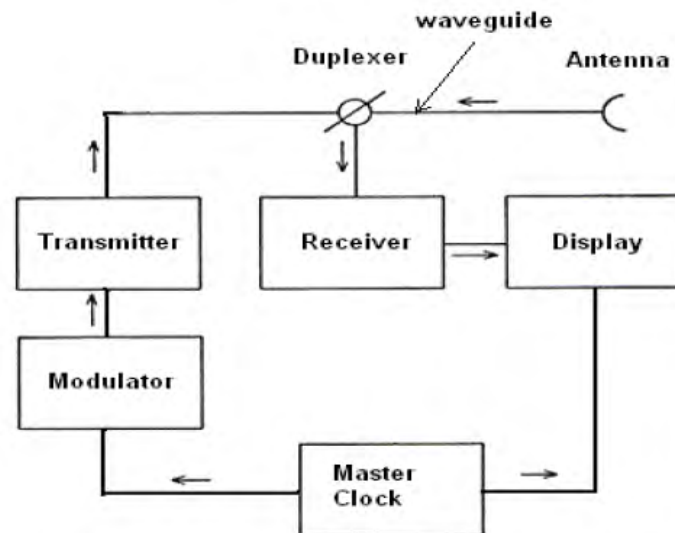 waveguide
Duplexer
Antenna
Transmitter
Receiver
Display
Modulator
Master
Clock